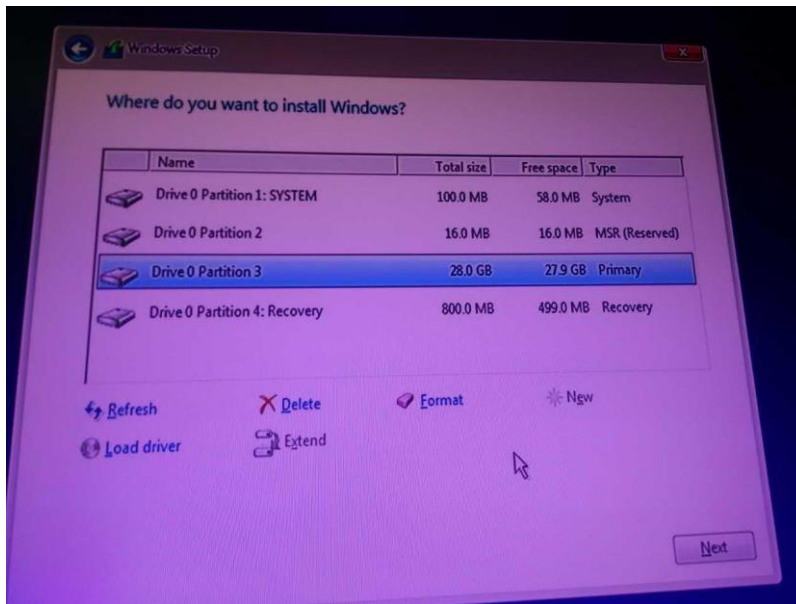 Windows Setup
Where do you want to install Windows?
Name Total size Free space Type
Drive 0 Partition 1: SYSTEM 100.0 MB 58.0 MB System
Drive 0 Partition 2 16.0 MB 16.0 MB MSR (Reserved)
Drive 0 Partition 3 28.0 GB 27.9 GB Primary
Drive 0 Partition 4: Recovery 800.0 MB 499.0 MB Recovery
Refresh Delete Format New
Load driver Extend
Next